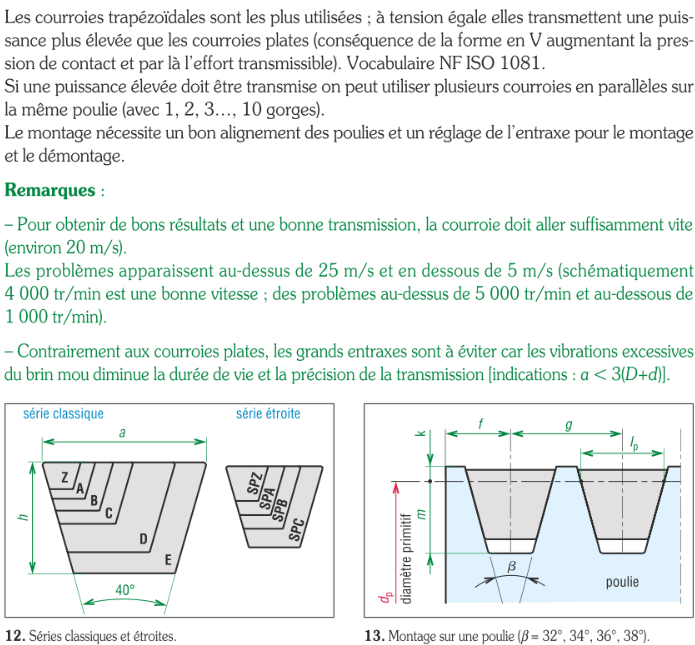 Les courroies trapézoïdales sont les plus utilisées ; à tension égale elles transmettent une puis-
sance plus élevée que les courroies plates (conséquence de la forme en V augmentant la pres-
sion de contact et par là l'effort transmissible). Vocabulaire NF ISO 1081.
Si une puissance élevée doit être transmise on peut utiliser plusieurs courroies en parallèles sur
la même poulie (avec 1, 2, 3…, 10 gorges).
Le montage nécessite un bon alignement des poulies et un réglage de l'entraxe pour le montage
et le démontage.
Remarques :
– Pour obtenir de bons résultats et une bonne transmission, la courroie doit aller suffisamment vite
(environ 20 m/s).
Les problèmes apparaissent au-dessus de 25 m/s et en dessous de 5 m/s (schématiquement
4 000 tr/min est une bonne vitesse ; des problèmes au-dessus de 5 000 tr/min et au-dessous de
1 000 tr/min).
– Contrairement aux courroies plates, les grands entraxes sont à éviter car les vibrations excessives
du brin mou diminue la durée de vie et la précision de la transmission [indications : a < 3(D+d)].
série classique
série étroite
a
h
Z
A
B
C
D
E
40°
SPZ
SPA
SPB
SPC
12. Séries classiques et étroites.
k
f
g
lp
m
dp
diamètre primitif
β
poulie
13. Montage sur une poulie (β = 32°, 34°, 36°, 38°).